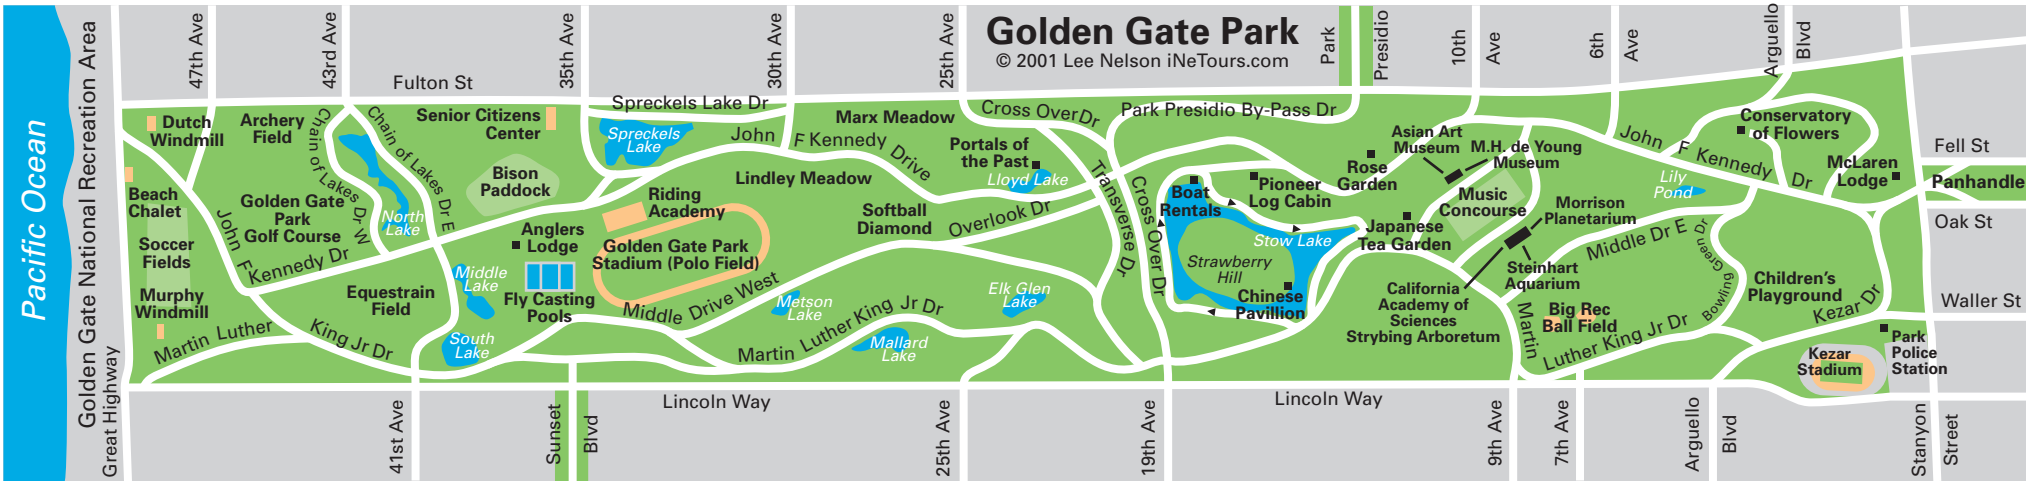 Golden Gate Park
© 2001 Lee Nelson iNeTours.com
Pacific Ocean
Golden Gate National Recreation Area
Great Highway
47th Ave
43rd Ave
35th Ave
30th Ave
25th Ave
Park
Presidio
10th
Ave
6th
Ave
Arguello
Blvd
Fulton St
Spreckels Lake Dr
Cross Over Dr
Park Presidio By-Pass Dr
Dutch
Windmill
Archery
Field
Chain of Lakes Dr W
Chain of Lakes Dr E
Senior Citizens
Center
Spreckels
Lake
John
F Kennedy
Drive
Marx Meadow
Portals of
the Past
Lloyd Lake
Transverse Dr
Cross Over Dr
Asian Art
Museum
M.H. de Young
Museum
Rose
Garden
John
F
Kennedy
Dr
Conservatory
of Flowers
McLaren
Lodge
Fell St
Panhandle
Oak St
Beach
Chalet
Golden Gate
Park
Golf Course
North
Lake
Bison
Paddock
Riding
Academy
Lindley Meadow
Softball
Diamond
Overlook Dr
Boat
Rentals
Pioneer
Log Cabin
Stow Lake
Strawberry
Hill
Chinese
Pavillion
Japanese
Tea Garden
Music
Concourse
Morrison
Planetarium
Lily
Pond
Middle Dr E
Bowling Green Dr
Steinhart
Aquarium
California
Academy of
Sciences
Strybing Arboretum
Big Rec
Ball Field
Children's
Playground
Kezar Dr
Waller St
Soccer
Fields
Murphy
Windmill
John F
Kennedy Dr
Equestrain
Field
Middle
Lake
South
Lake
Anglers
Lodge
Fly Casting
Pools
Golden Gate Park
Stadium (Polo Field)
Middle Drive West
Metson
Lake
Elk Glen
Lake
Mallard
Lake
Martin Luther
King Jr Dr
Martin
Luther King
Jr Dr
Martin
Luther King Jr Dr
Kezar
Stadium
Park
Police
Station
Lincoln Way
Lincoln Way
41st Ave
Sunset
Blvd
25th Ave
19th Ave
9th Ave
7th Ave
Arguello
Blvd
Stanyon
Street